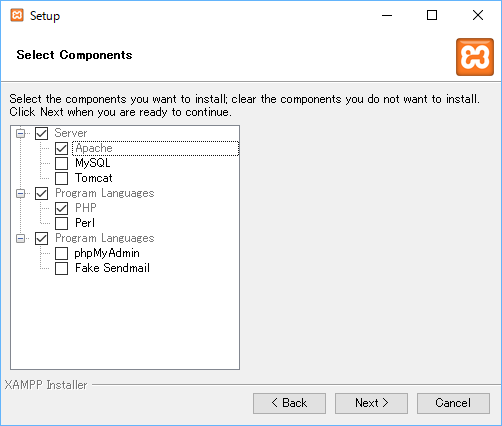 Setup
Select Components
Select the components you want to install; clear the components you do not want to install.
Click Next when you are ready to continue.
Server
Apache
MySQL
Tomcat
Program Languages
PHP
Perl
Program Languages
phpMyAdmin
Fake Sendmail
XAMPP Installer
< Back
Next >
Cancel